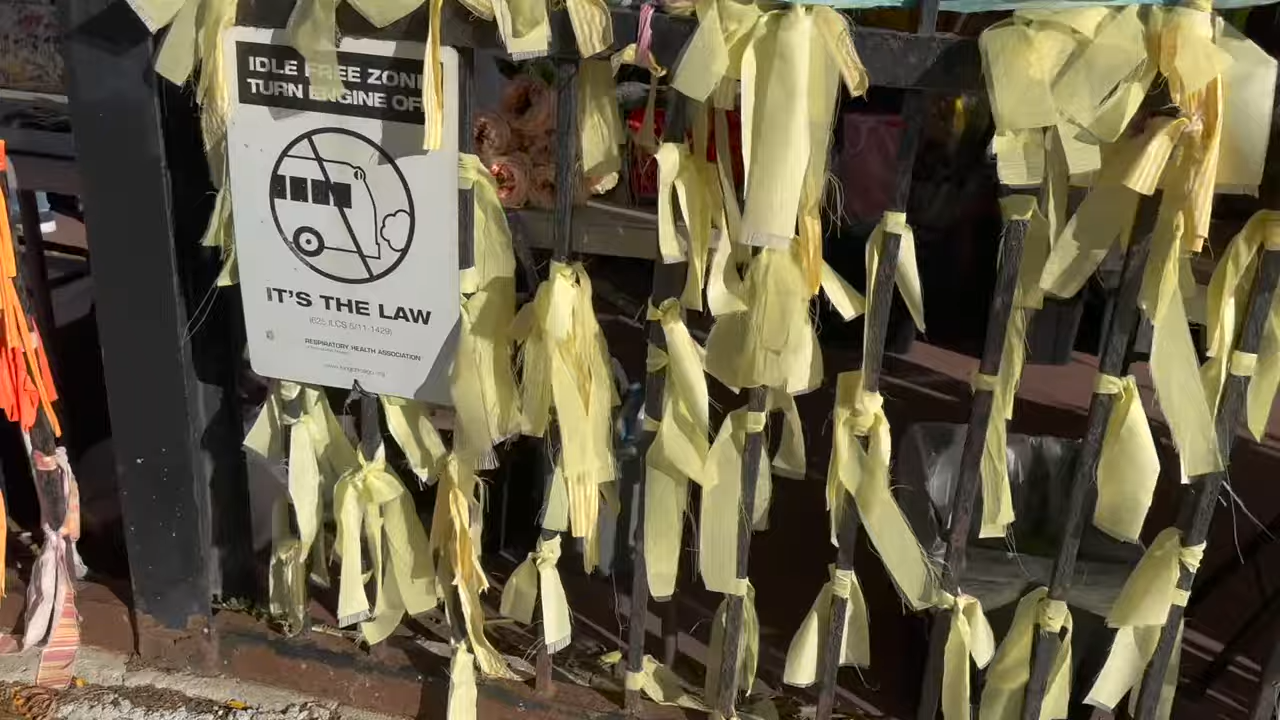 IDLE FREE ZONE
TURN ENGINE OFF
IT'S THE LAW
(625 ILCS 5/11-1429)
RESPIRATORY HEALTH ASSOCIATION